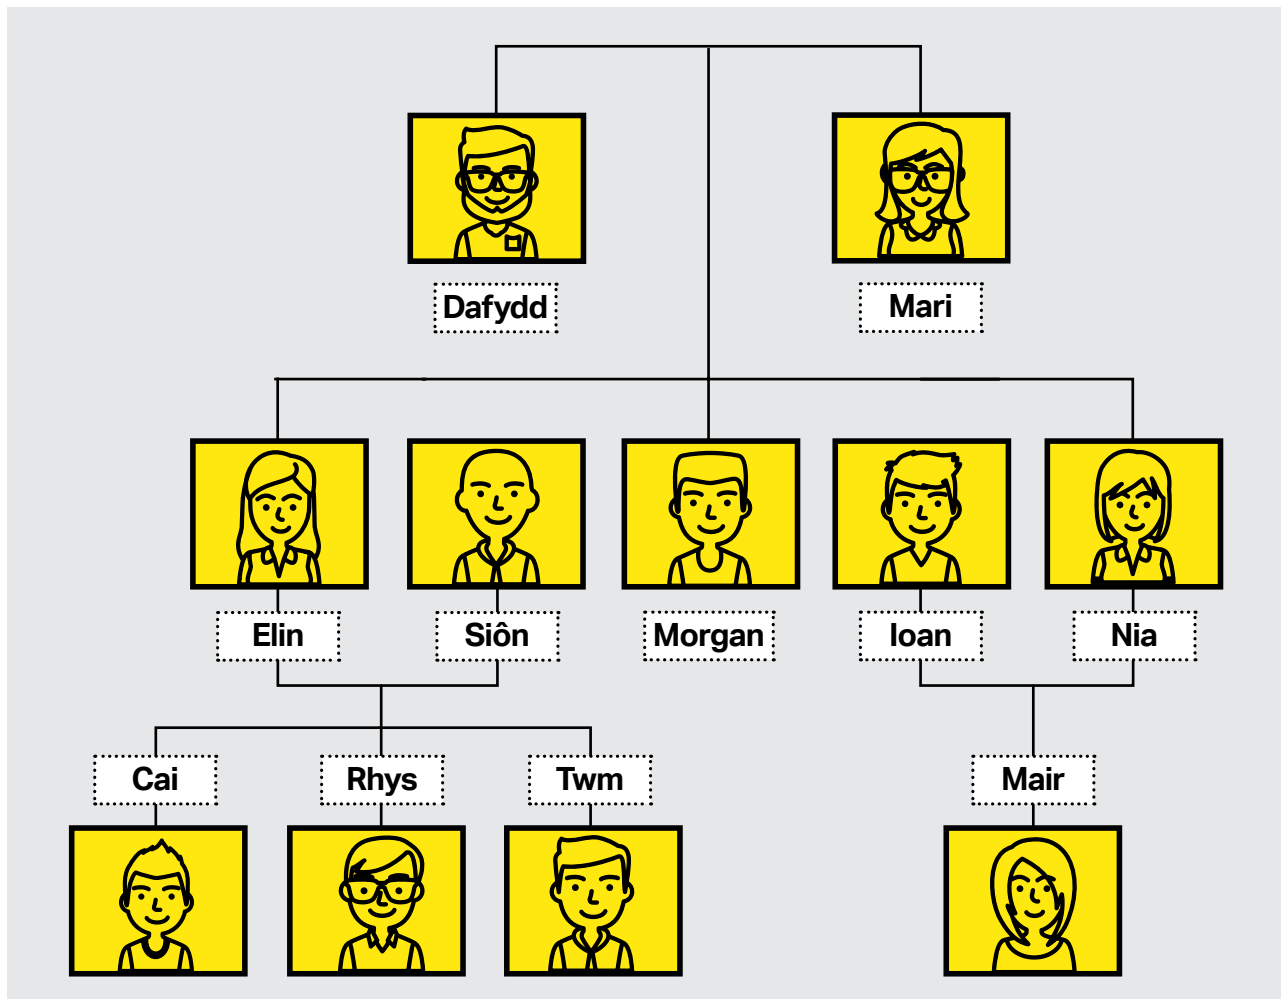 Dafydd
Mari
Elin
Siôn
Morgan
Ioan
Nia
Cai
Rhys
Twm
Mair